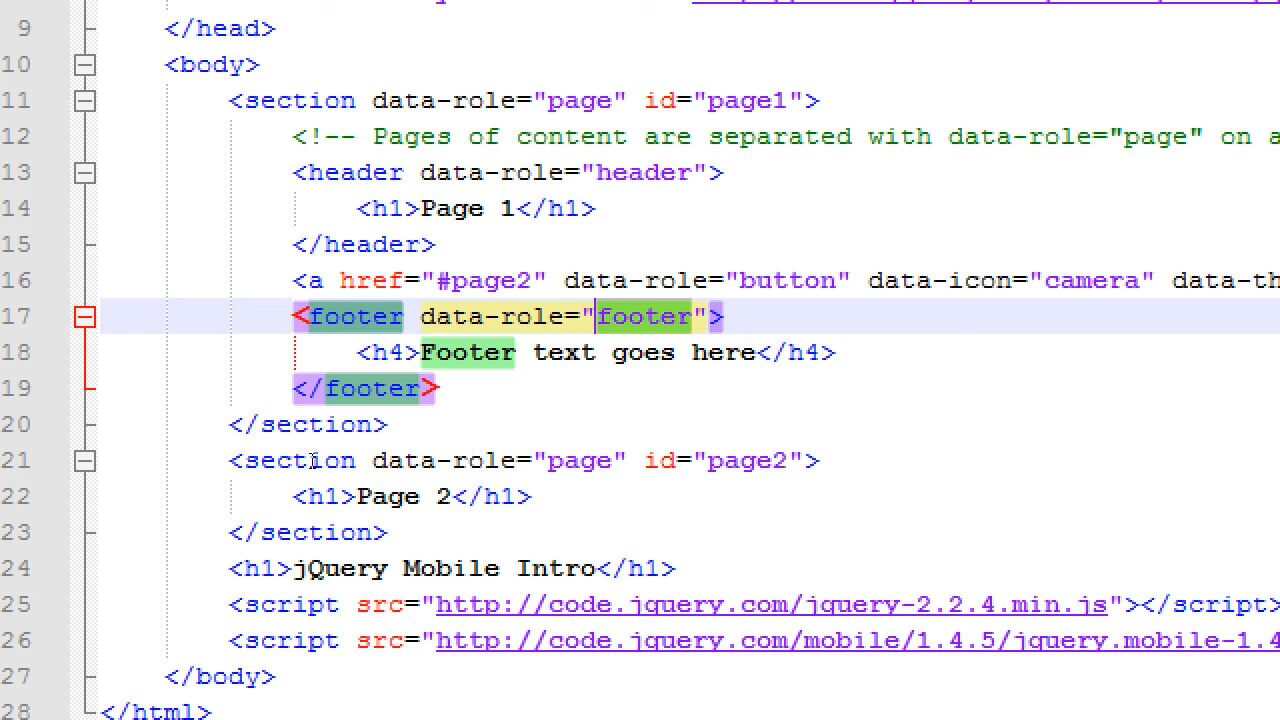 9 </head>
10 <body>
11 <section data-role="page" id="page1">
12 <!-- Pages of content are separated with data-role="page" on a
13 <header data-role="header">
14 <h1>Page 1</h1>
15 </header>
16 <a href="#page2" data-role="button" data-icon="camera" data-th
17 <footer data-role="footer">
18 <h4>Footer text goes here</h4>
19 </footer>
20 </section>
21 <section data-role="page" id="page2">
22 <h1>Page 2</h1>
23 </section>
24 <h1>jQuery Mobile Intro</h1>
25 <script src="http://code.jquery.com/jquery-2.2.4.min.js"></script>
26 <script src="http://code.jquery.com/mobile/1.4.5/jquery.mobile-1.4
27 </body>
28 </html>